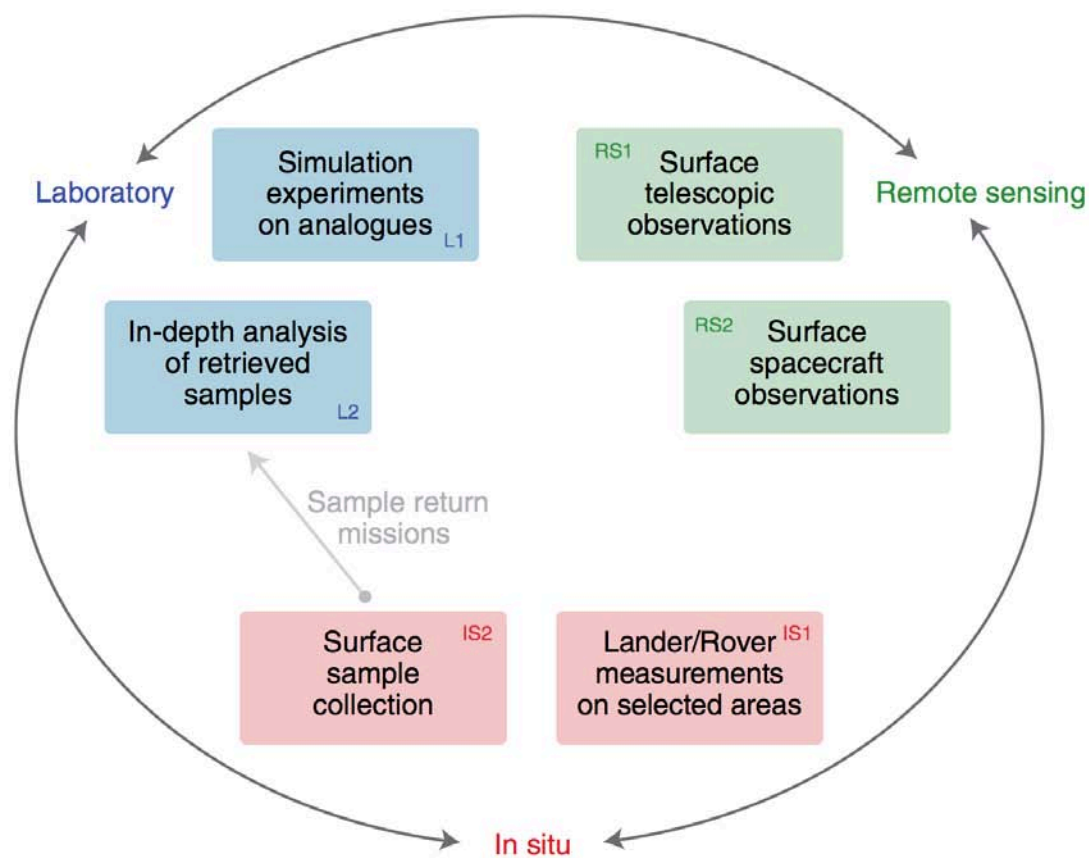 Laboratory
Simulation
experiments
on analogues
L1
RS1
Surface
telescopic
observations
Remote sensing
In-depth analysis
of retrieved
samples
L2
RS2
Surface
spacecraft
observations
Sample return
missions
Surface
sample
collection
IS2
Lander/Rover
measurements
on selected areas
IS1
In situ